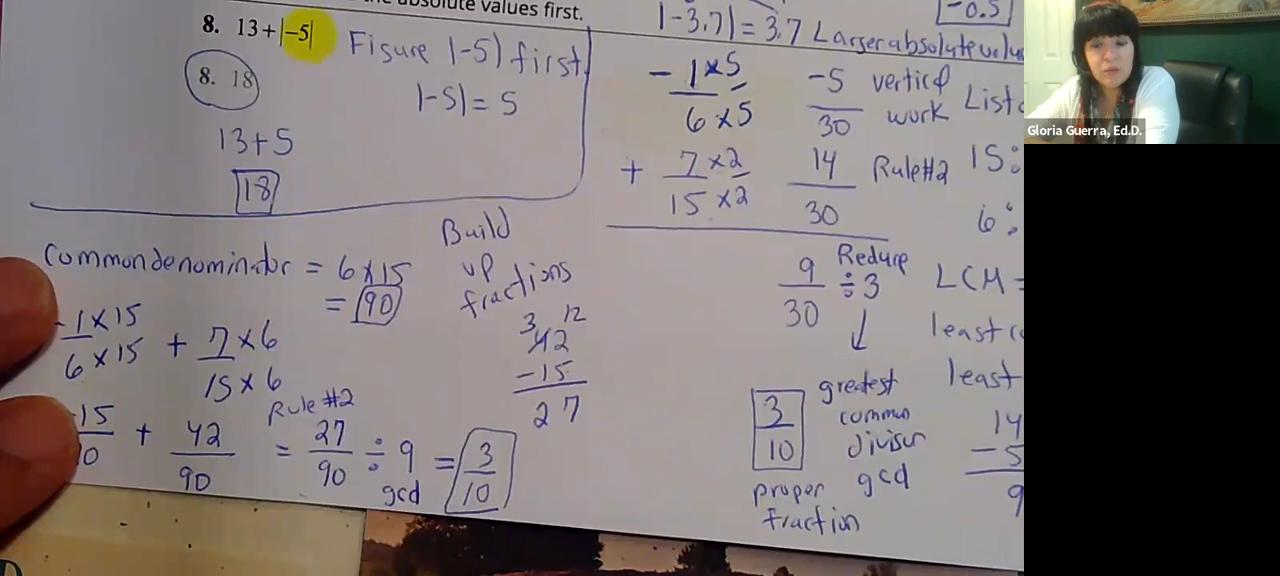 absolute values first.
8. 13+|-5|
Figure |-5| first
8. 18
|-5| = 5
13+5
18
|-3.7| = 3.7 Larger absolute
-0.5
- 1×5
6×5
-5
30
vertical
work
+ 7×2
15×2
14
30
Rule#2
15:
6:
9
30
÷3
Reduce
LCM =
least
least
3
10
greatest
common
divisor
gcd
proper
fraction
14
-5
9
Common denominator = 6×15
= 90
Build
up
fractions
-1×15
6×15
+ 7×6
15×6
3 12
42
-15
27
15
+ 42
90
Rule #2
= 27
90
÷ 9
gcd
= 3
10
Gloria Guerra, Ed.D.